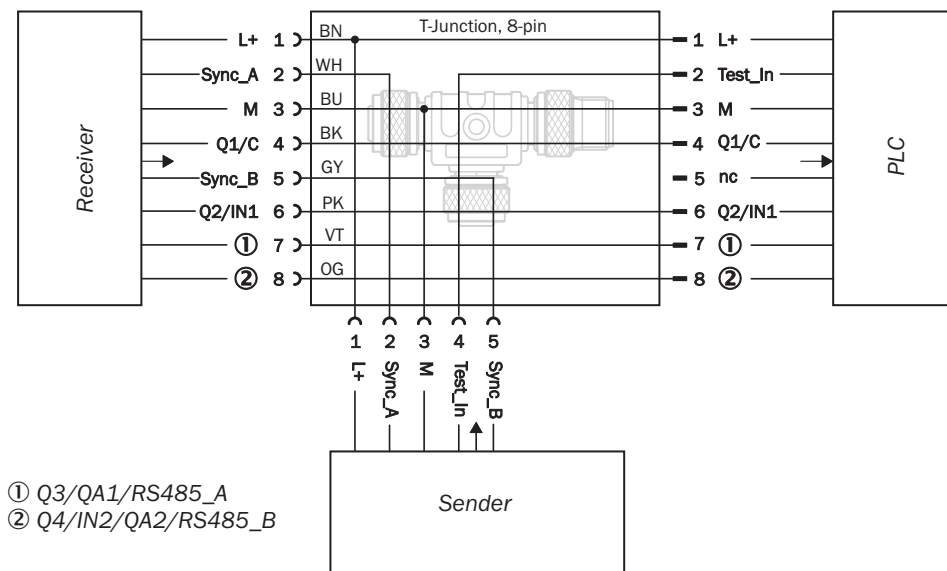 T-Junction, 8-pin
L+ 1 BN 1 L+
Sync_A 2 WH 2 Test_In
M 3 BU 3 M
Q1/C 4 BK 4 Q1/C
Sync_B 5 GY 5 nc
Q2/IN1 6 PK 6 Q2/IN1
① 7 VT 7 ①
② 8 OG 8 ②
Receiver
PLC
1 2 3 4 5
L+ Sync_A M Test_In Sync_B
Sender
① Q3/QA1/RS485_A
② Q4/IN2/QA2/RS485_B